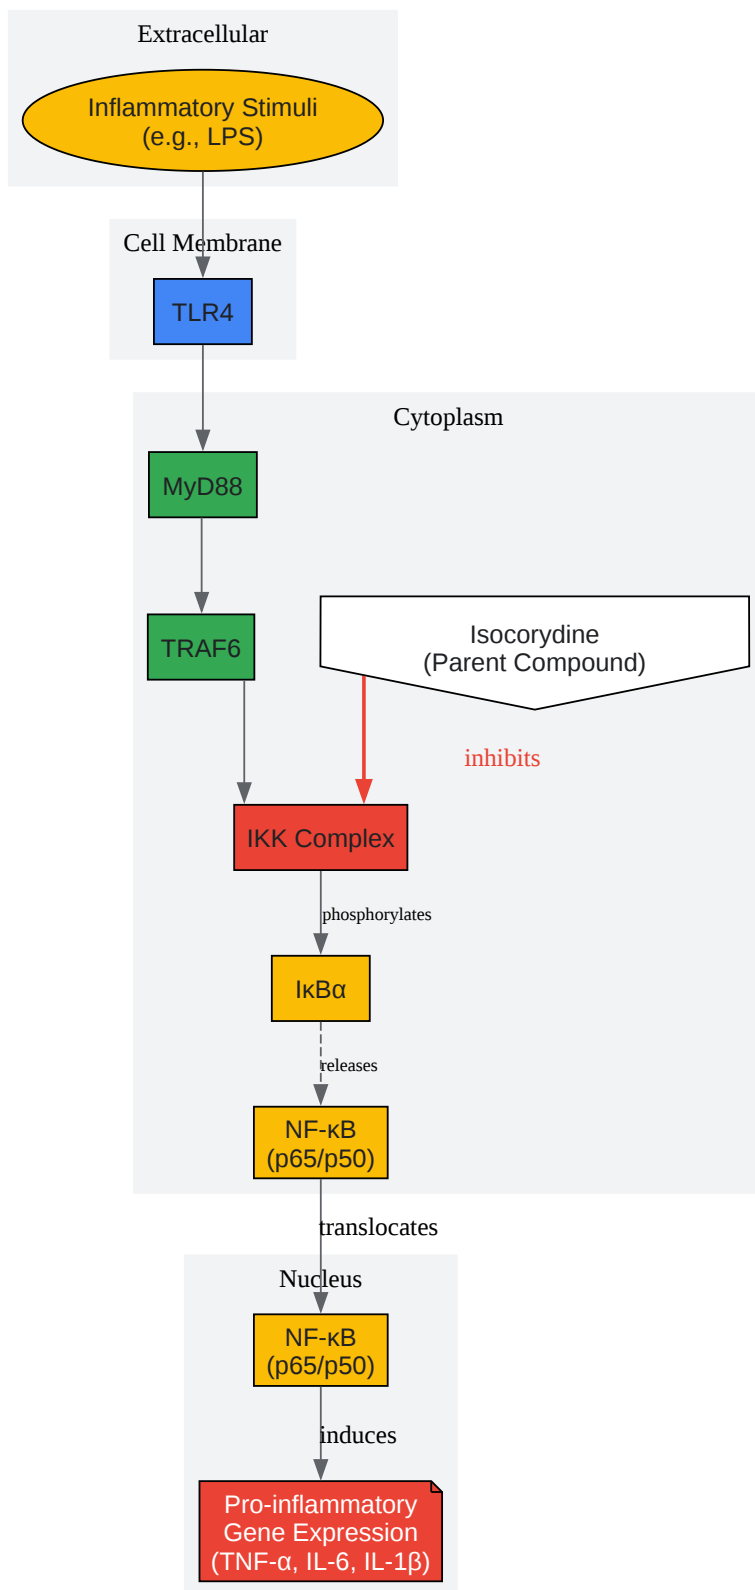 Extracellular
Inflammatory Stimuli
(e.g., LPS)
Cell Membrane
TLR4
Cytoplasm
MyD88
TRAF6
Isocorydine
(Parent Compound)
inhibits
IKK Complex
phosphorylates
IκBα
releases
NF-κB
(p65/p50)
translocates
Nucleus
NF-κB
(p65/p50)
induces
Pro-inflammatory
Gene Expression
(TNF-α, IL-6, IL-1β)